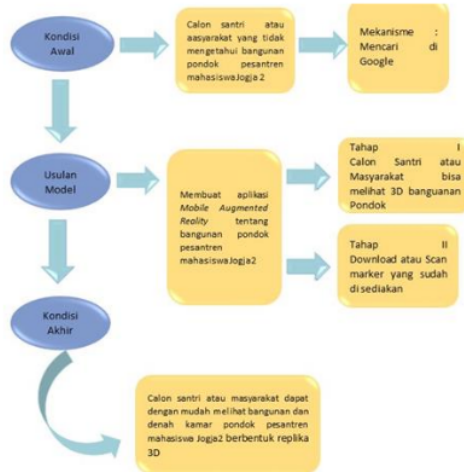 Kondisi
Awal
Calon santri atau
aasyarakat yang tidak
mengetahui bangunan
pondok pesantren
mahasiswaJogja 2
Mekanisme :
Mencari di
Google
Usulan
Model
Membuat aplikasi
Mobile Augmented
Reality tentang
bangunan pondok
pesantren
mahasiswaJogja2
Tahap I
Calon Santri atau
Masyarakat bisa
melihat 3D banguanan
Pondok
Tahap II
Download atau Scan
marker yang sudah
di sediakan
Kondisi
Akhir
Calon santri atau masyarakat dapat
dengan mudah melihat bangunan dan
denah kamar pondok pesantren
mahasiswa Jogja2 berbentuk replika
3D